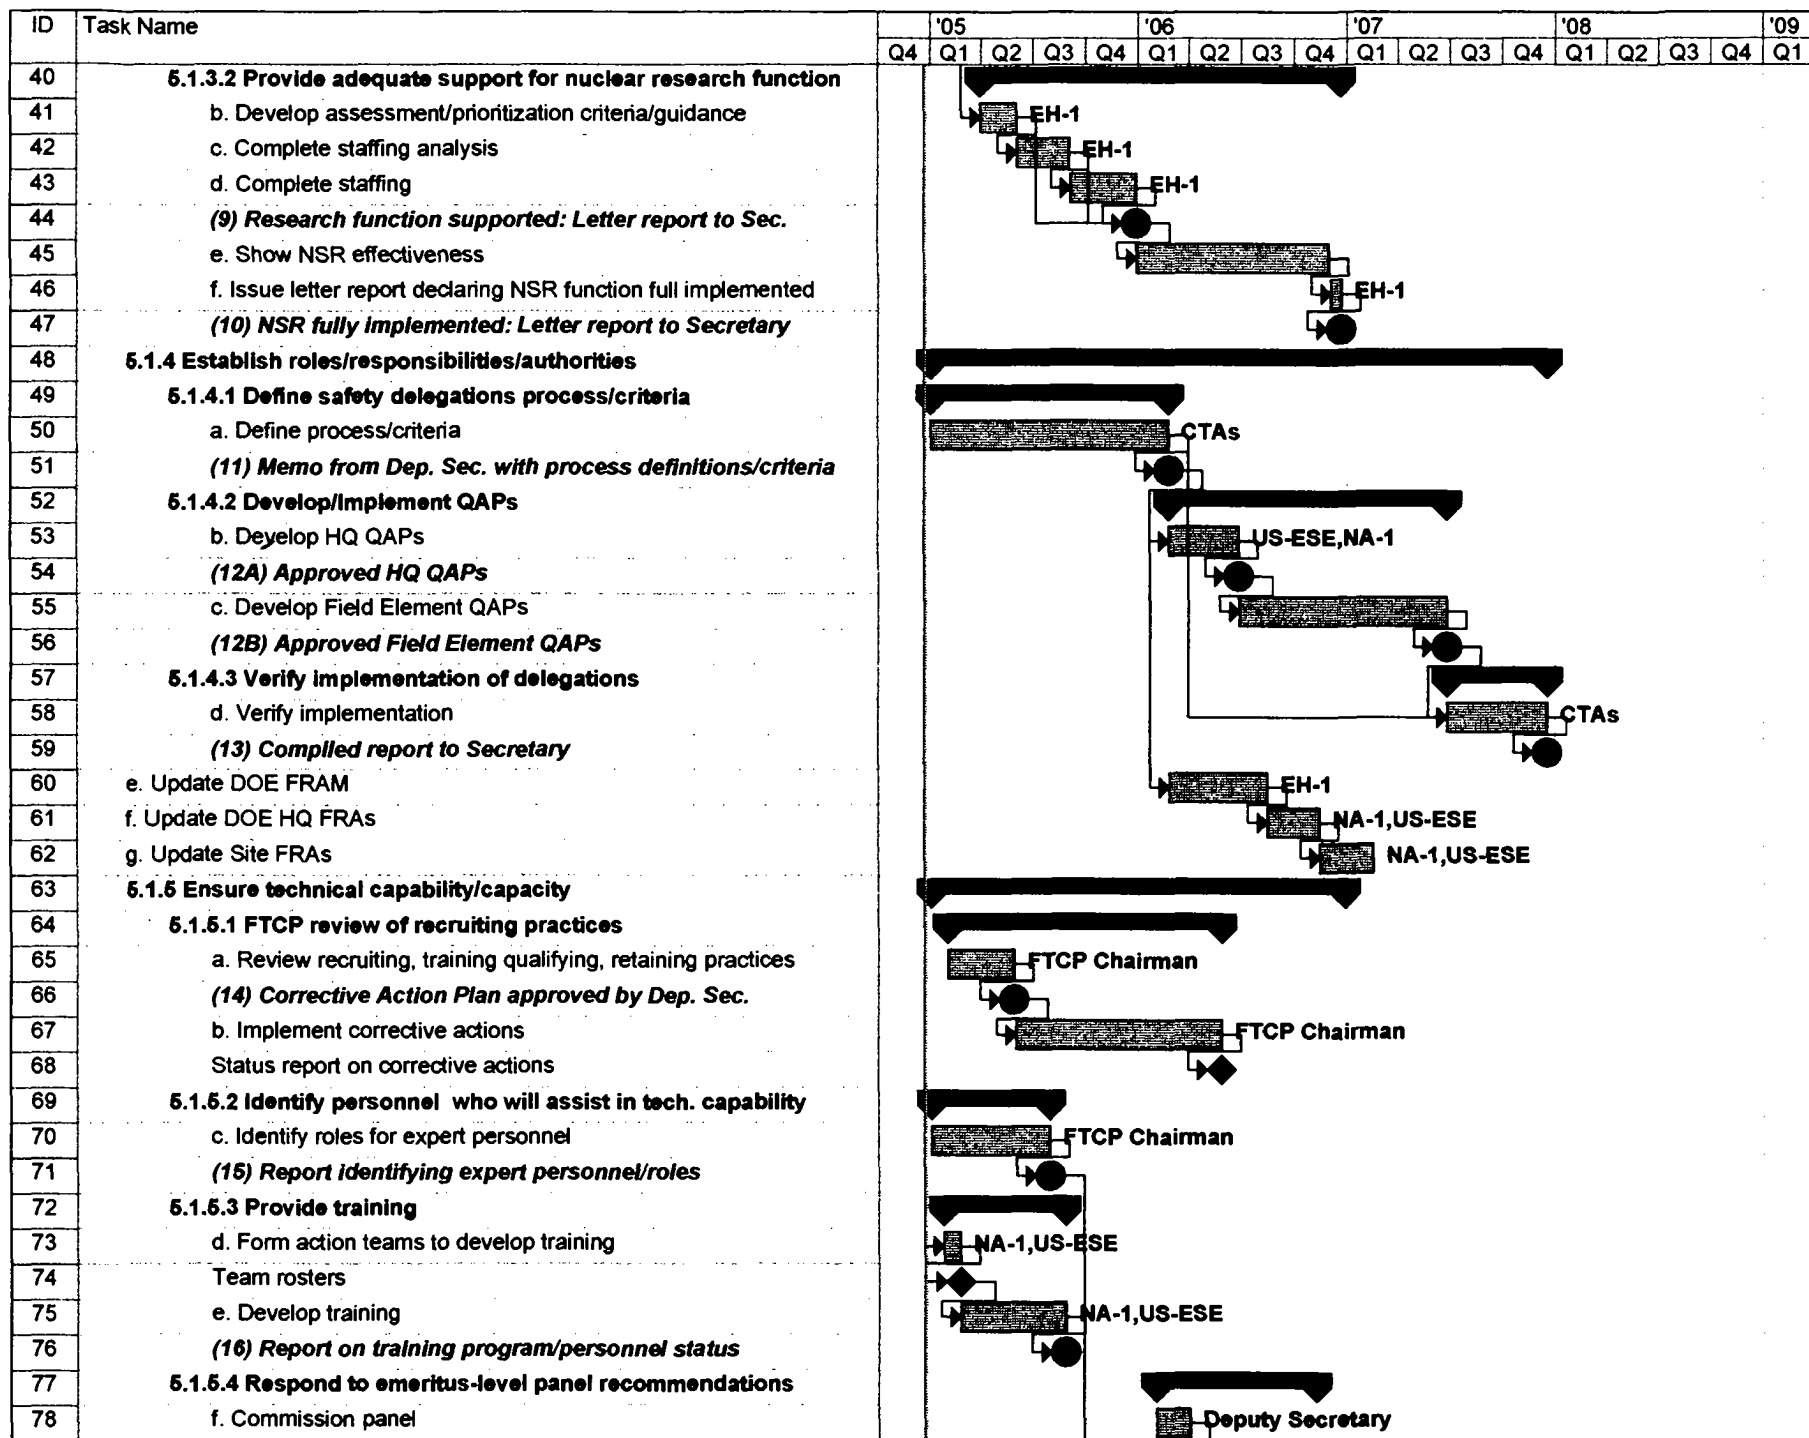 ID Task Name '05 '06 '07 '08 '09
Q4 Q1 Q2 Q3 Q4 Q1 Q2 Q3 Q4 Q1 Q2 Q3 Q4 Q1 Q2 Q3 Q4 Q1
40 5.1.3.2 Provide adequate support for nuclear research function
41 b. Develop assessment/prioritization criteria/guidance EH-1
42 c. Complete staffing analysis EH-1
43 d. Complete staffing EH-1
44 (9) Research function supported: Letter report to Sec.
45 e. Show NSR effectiveness
46 f. Issue letter report declaring NSR function full implemented EH-1
47 (10) NSR fully implemented: Letter report to Secretary
48 5.1.4 Establish roles/responsibilities/authorities
49 5.1.4.1 Define safety delegations process/criteria
50 a. Define process/criteria CTAs
51 (11) Memo from Dep. Sec. with process definitions/criteria
52 5.1.4.2 Develop/Implement QAPs
53 b. Develop HQ QAPs US-ESE,NA-1
54 (12A) Approved HQ QAPs
55 c. Develop Field Element QAPs
56 (12B) Approved Field Element QAPs
57 5.1.4.3 Verify implementation of delegations
58 d. Verify implementation CTAs
59 (13) Compiled report to Secretary
60 e. Update DOE FRAM EH-1
61 f. Update DOE HQ FRAs NA-1,US-ESE
62 g. Update Site FRAs NA-1,US-ESE
63 5.1.5 Ensure technical capability/capacity
64 5.1.5.1 FTCP review of recruiting practices
65 a. Review recruiting, training qualifying, retaining practices FTCP Chairman
66 (14) Corrective Action Plan approved by Dep. Sec.
67 b. Implement corrective actions FTCP Chairman
68 Status report on corrective actions
69 5.1.5.2 Identify personnel who will assist in tech. capability
70 c. Identify roles for expert personnel FTCP Chairman
71 (15) Report identifying expert personnel/roles
72 5.1.5.3 Provide training
73 d. Form action teams to develop training NA-1,US-ESE
74 Team rosters
75 e. Develop training NA-1,US-ESE
76 (16) Report on training program/personnel status
77 5.1.5.4 Respond to emeritus-level panel recommendations
78 f. Commission panel Deputy Secretary